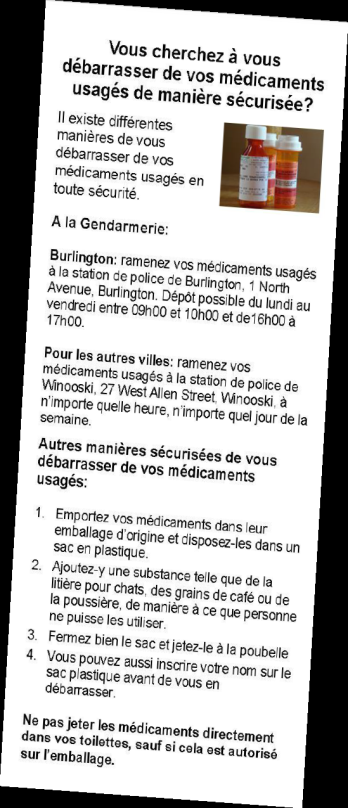 Vous cherchez à vous
débarrasser de vos médicaments
usagés de manière sécurisée?
Il existe différentes
manières de vous
débarrasser de vos
médicaments usagés en
toute sécurité.
A la Gendarmerie:
Burlington: ramenez vos médicaments usagés
à la station de police de Burlington, 1 North
Avenue, Burlington. Dépôt possible du lundi au
vendredi entre 09h00 et 10h00 et de16h00 à
17h00.
Pour les autres villes: ramenez vos
médicaments usagés à la station de police de
Winooski, 27 West Allen Street, Winooski, à
n'importe quelle heure, n'importe quel jour de la
semaine.
Autres manières sécurisées de vous
débarrasser de vos médicaments
usagés:
1. Emportez vos médicaments dans leur
emballage d'origine et disposez-les dans un
sac en plastique.
2. Ajoutez-y une substance telle que de la
litière pour chats, des grains de café ou de
la poussière, de manière à ce que personne
ne puisse les utiliser.
3. Fermez bien le sac et jetez-le à la poubelle
4. Vous pouvez aussi inscrire votre nom sur le
sac plastique avant de vous en
débarrasser.
Ne pas jeter les médicaments directement
dans vos toilettes, sauf si cela est autorisé
sur l'emballage.